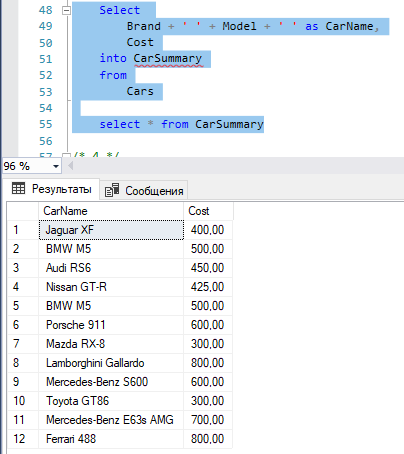 48 Select
49 Brand + ' ' + Model + ' ' as CarName,
50 Cost
51 into CarSummary
52 from
53 Cars
54
55 select * from CarSummary
56
57 /* 4 */
96 %
Результаты Сообщения
CarName Cost
1 Jaguar XF 400,00
2 BMW M5 500,00
3 Audi RS6 450,00
4 Nissan GT-R 425,00
5 BMW M5 500,00
6 Porsche 911 600,00
7 Mazda RX-8 300,00
8 Lamborghini Gallardo 800,00
9 Mercedes-Benz S600 600,00
10 Toyota GT86 300,00
11 Mercedes-Benz E63s AMG 700,00
12 Ferrari 488 800,00